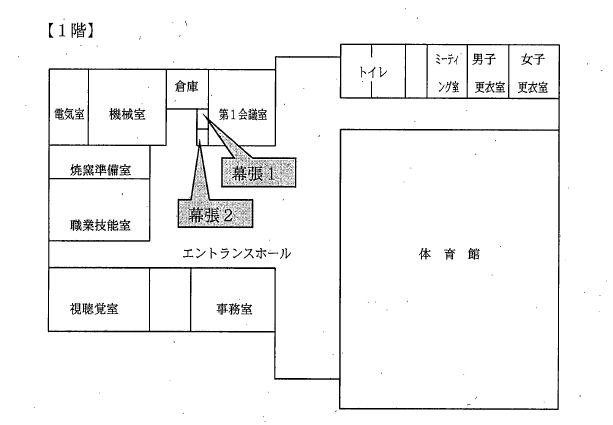 【１階】
トイレ
ミーティ
ング室
男子
更衣室
女子
更衣室
電気室
機械室
倉庫
第１会議室
幕張１
焼窯準備室
幕張２
職業技能室
エントランスホール
体育館
視聴覚室
事務室